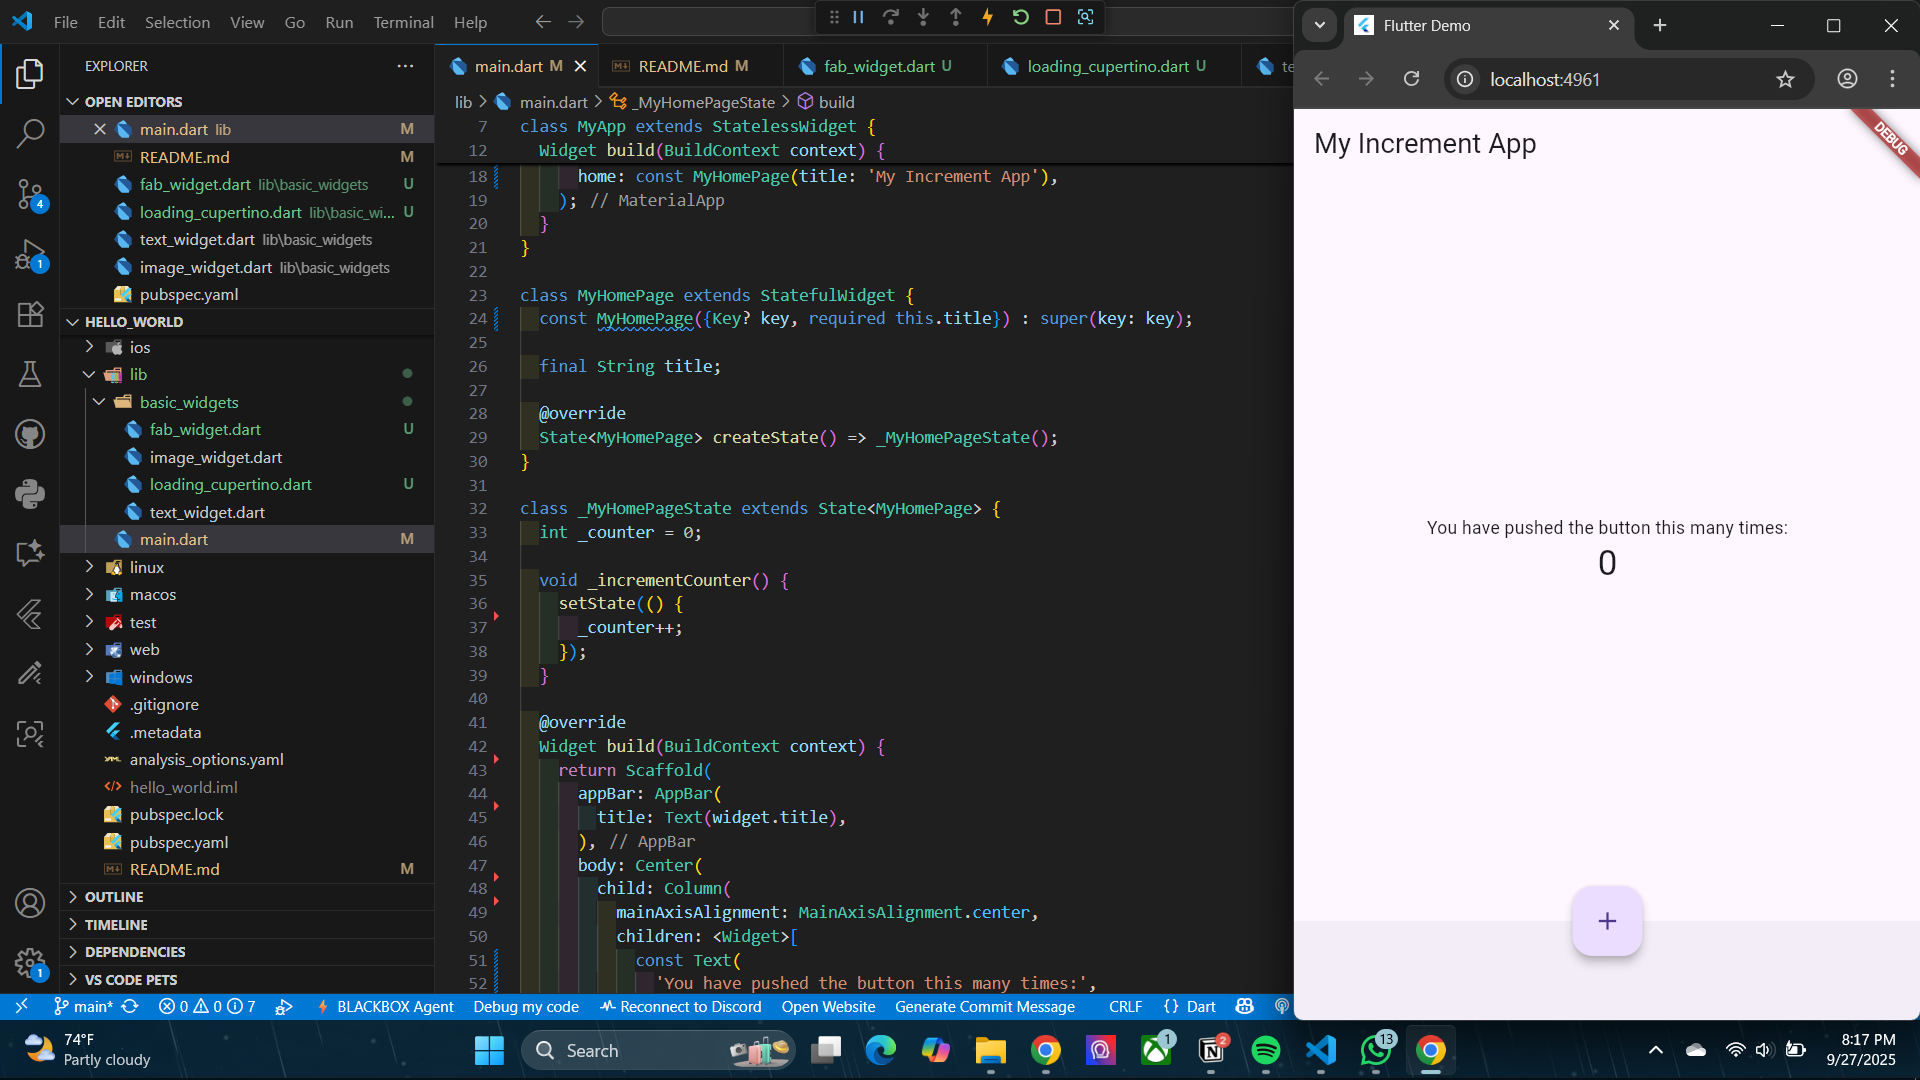 File Edit Selection View Go Run Terminal Help
EXPLORER
OPEN EDITORS
main.dart lib M
README.md M
fab_widget.dart lib\basic_widgets U
loading_cupertino.dart lib\basic_wi... U
text_widget.dart lib\basic_widgets
image_widget.dart lib\basic_widgets
pubspec.yaml
HELLO_WORLD
ios
lib
basic_widgets
fab_widget.dart U
image_widget.dart
loading_cupertino.dart U
text_widget.dart
main.dart M
linux
macos
test
web
windows
.gitignore
.metadata
analysis_options.yaml
hello_world.iml
pubspec.lock
pubspec.yaml
README.md M
OUTLINE
TIMELINE
DEPENDENCIES
VS CODE PETS
4
1
1
main.dart M README.md M fab_widget.dart U loading_cupertino.dart U te
lib > main.dart > _MyHomePageState > build
7 class MyApp extends StatelessWidget {
12 Widget build(BuildContext context) {
18 home: const MyHomePage(title: 'My Increment App'),
19 ); // MaterialApp
20 }
21 }
22
23 class MyHomePage extends StatefulWidget {
24 const MyHomePage({Key? key, required this.title}) : super(key: key);
25
26 final String title;
27
28 @override
29 State<MyHomePage> createState() => _MyHomePageState();
30 }
31
32 class _MyHomePageState extends State<MyHomePage> {
33 int _counter = 0;
34
35 void _incrementCounter() {
36 setState(() {
37 _counter++;
38 });
39 }
40
41 @override
42 Widget build(BuildContext context) {
43 return Scaffold(
44 appBar: AppBar(
45 title: Text(widget.title),
46 ), // AppBar
47 body: Center(
48 child: Column(
49 mainAxisAlignment: MainAxisAlignment.center,
50 children: <Widget>[
51 const Text(
52 'You have pushed the button this many times:',
Flutter Demo
localhost:4961
My Increment App
DEBUG
You have pushed the button this many times:
0
+
main* 0 0 7 BLACKBOX Agent Debug my code Reconnect to Discord Open Website Generate Commit Message CRLF {} Dart
74°F
Partly cloudy
Search
1
2
13
8:17 PM
9/27/2025